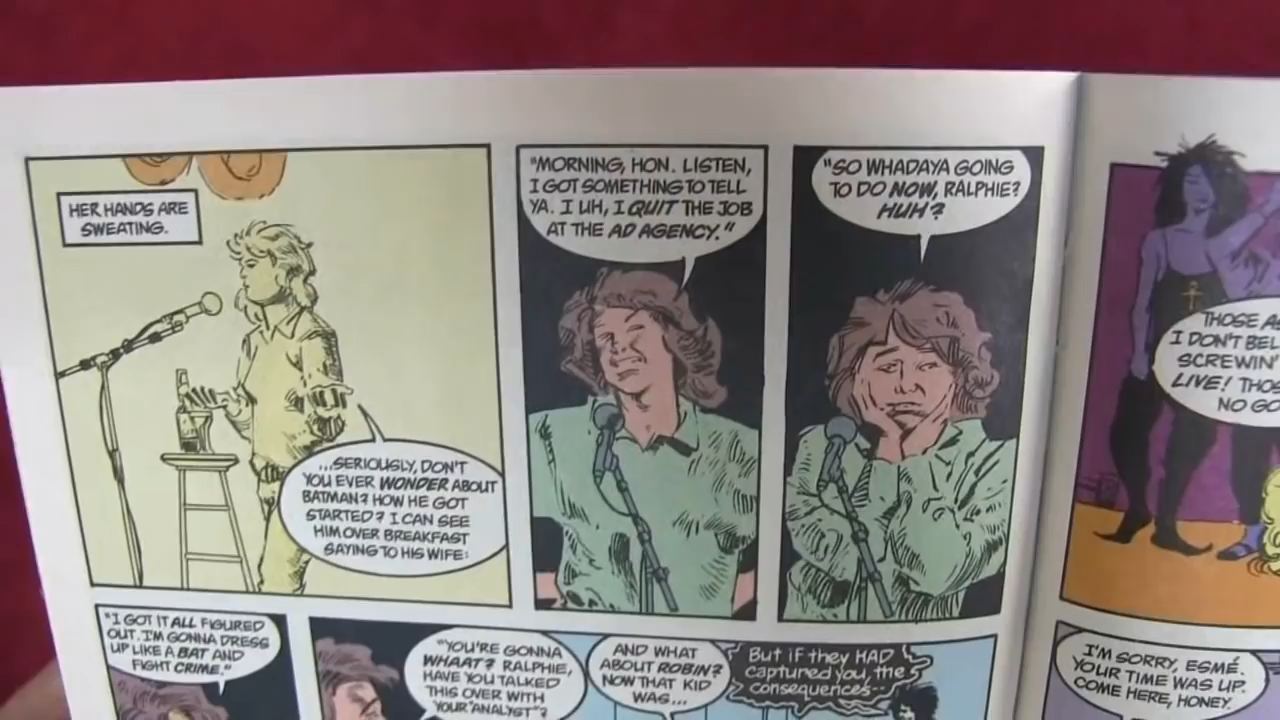 HER HANDS ARE
SWEATING.
...SERIOUSLY, DON'T
YOU EVER WONDER ABOUT
BATMAN? HOW HE GOT
STARTED? I CAN SEE
HIM OVER BREAKFAST
SAYING TO HIS WIFE:
"MORNING, HON. LISTEN,
I GOT SOMETHING TO TELL
YA. I UH, I QUIT THE JOB
AT THE AD AGENCY."
"SO WHADAYA GOING
TO DO NOW, RALPHIE?
HUH?
"I GOT IT ALL FIGURED
OUT. I'M GONNA DRESS
UP LIKE A BAT AND
FIGHT CRIME."
"YOU'RE GONNA
WHAAT? RALPHIE,
HAVE YOU TALKED
THIS OVER WITH
YOUR ANALYST"?
AND WHAT
ABOUT ROBIN?
NOW THAT KID
WAS...
But if they HAD
captured you, the
consequences--
THOSE
I DON'T
SCREWIN'
LIVE!
NO
I'M SORRY, ESMÉ.
YOUR TIME WAS UP.
COME HERE, HONEY.